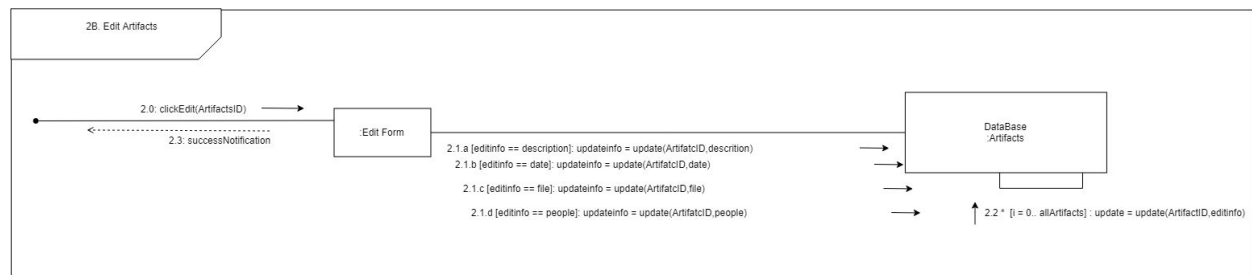 2B. Edit Artifacts
2.0: clickEdit(ArtifactsID)
2.3: successNotification
:Edit Form
DataBase
:Artifacts
2.1.a [editinfo == description]: updateinfo = update(ArtifatcID,descrition)
2.1.b [editinfo == date]: updateinfo = update(ArtifatcID,date)
2.1.c [editinfo == file]: updateinfo = update(ArtifatcID,file)
2.1.d [editinfo == people]: updateinfo = update(ArtifatcID,people)
2.2 * [i = 0.. allArtifacts] : update = update(ArtifactID,editinfo)